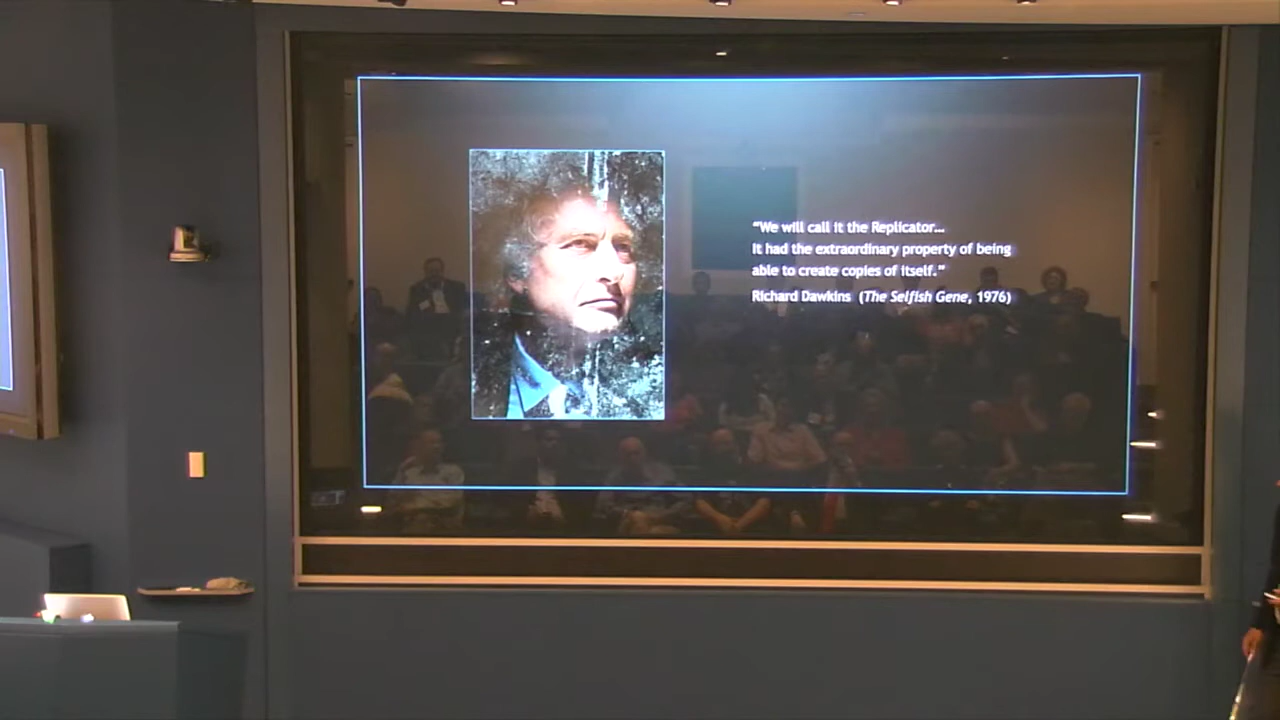 “We will call it the Replicator...
It had the extraordinary property of being
able to create copies of itself.”
Richard Dawkins (The Selfish Gene, 1976)